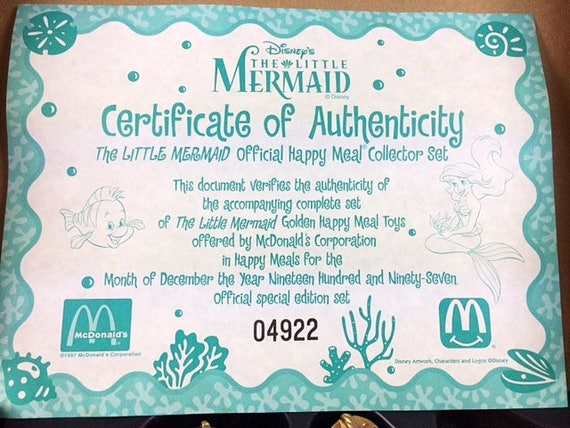 Disney's
THE LITTLE
MERMAID
© Disney
Certificate of Authenticity
The LITTLE MERMAID Official Happy Meal® Collector Set
This document verifies the authenticity of
the accompanying complete set
of The Little Mermaid Golden Happy Meal Toys
offered by McDonald's Corporation
in Happy Meals for the
Month of December the Year Nineteen Hundred and Ninety-Seven.
Official special edition set
04922
McDonald's
©1997 McDonald's Corporation
Disney Artwork, Characters and Logos ©Disney